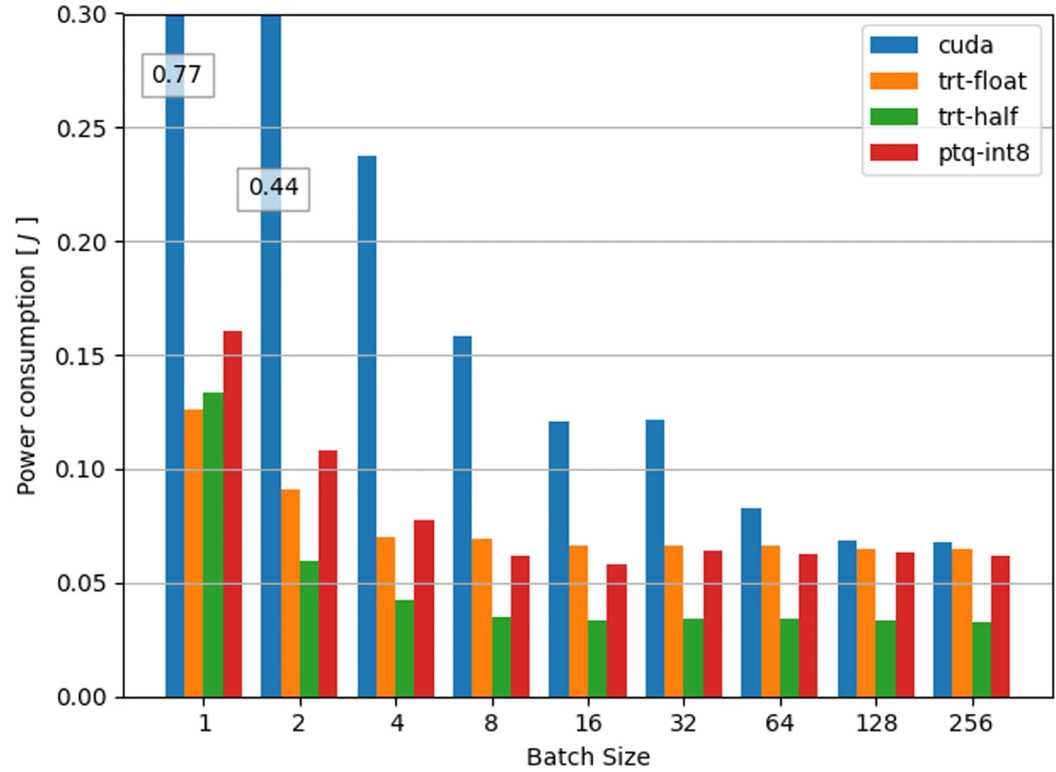 Power consumption [J]
0.30
0.25
0.20
0.15
0.10
0.05
0.00
0.77
0.44
cuda
trt-float
trt-half
ptq-int8
1 2 4 8 16 32 64 128 256
Batch Size